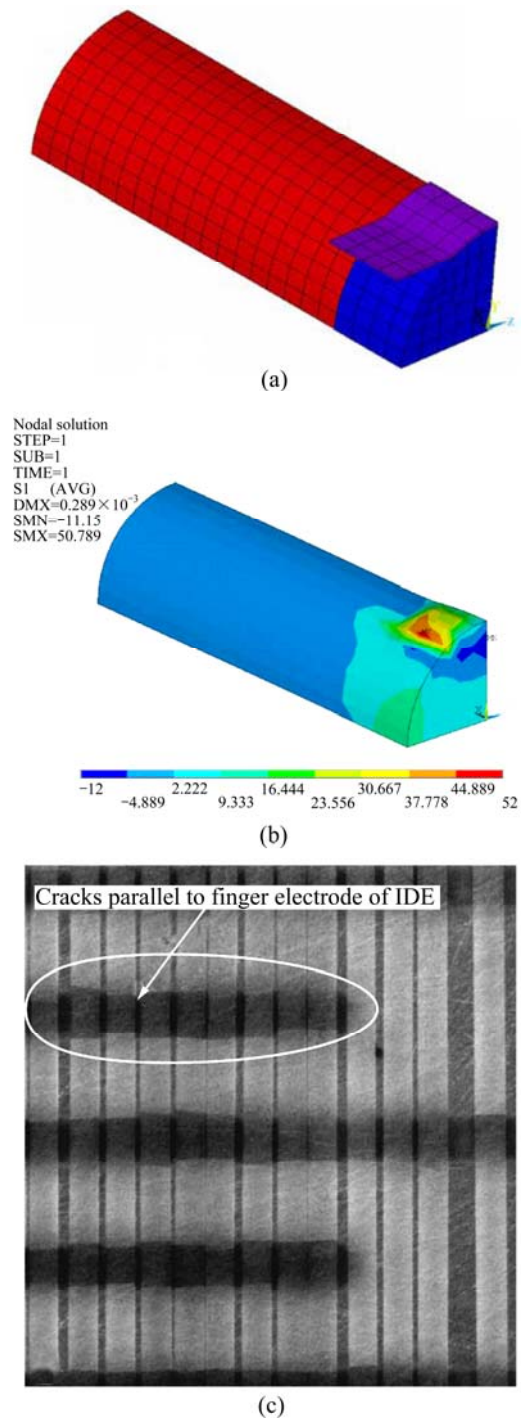 (a)
Nodal solution
STEP=1
SUB=1
TIME=1
S1 (AVG)
DMX=0.289×10⁻³
SMN=−11.15
SMX=50.789
−12 2.222 16.444 30.667 44.889
−4.889 9.333 23.556 37.778 52
(b)
Cracks parallel to finger electrode of IDE
(c)